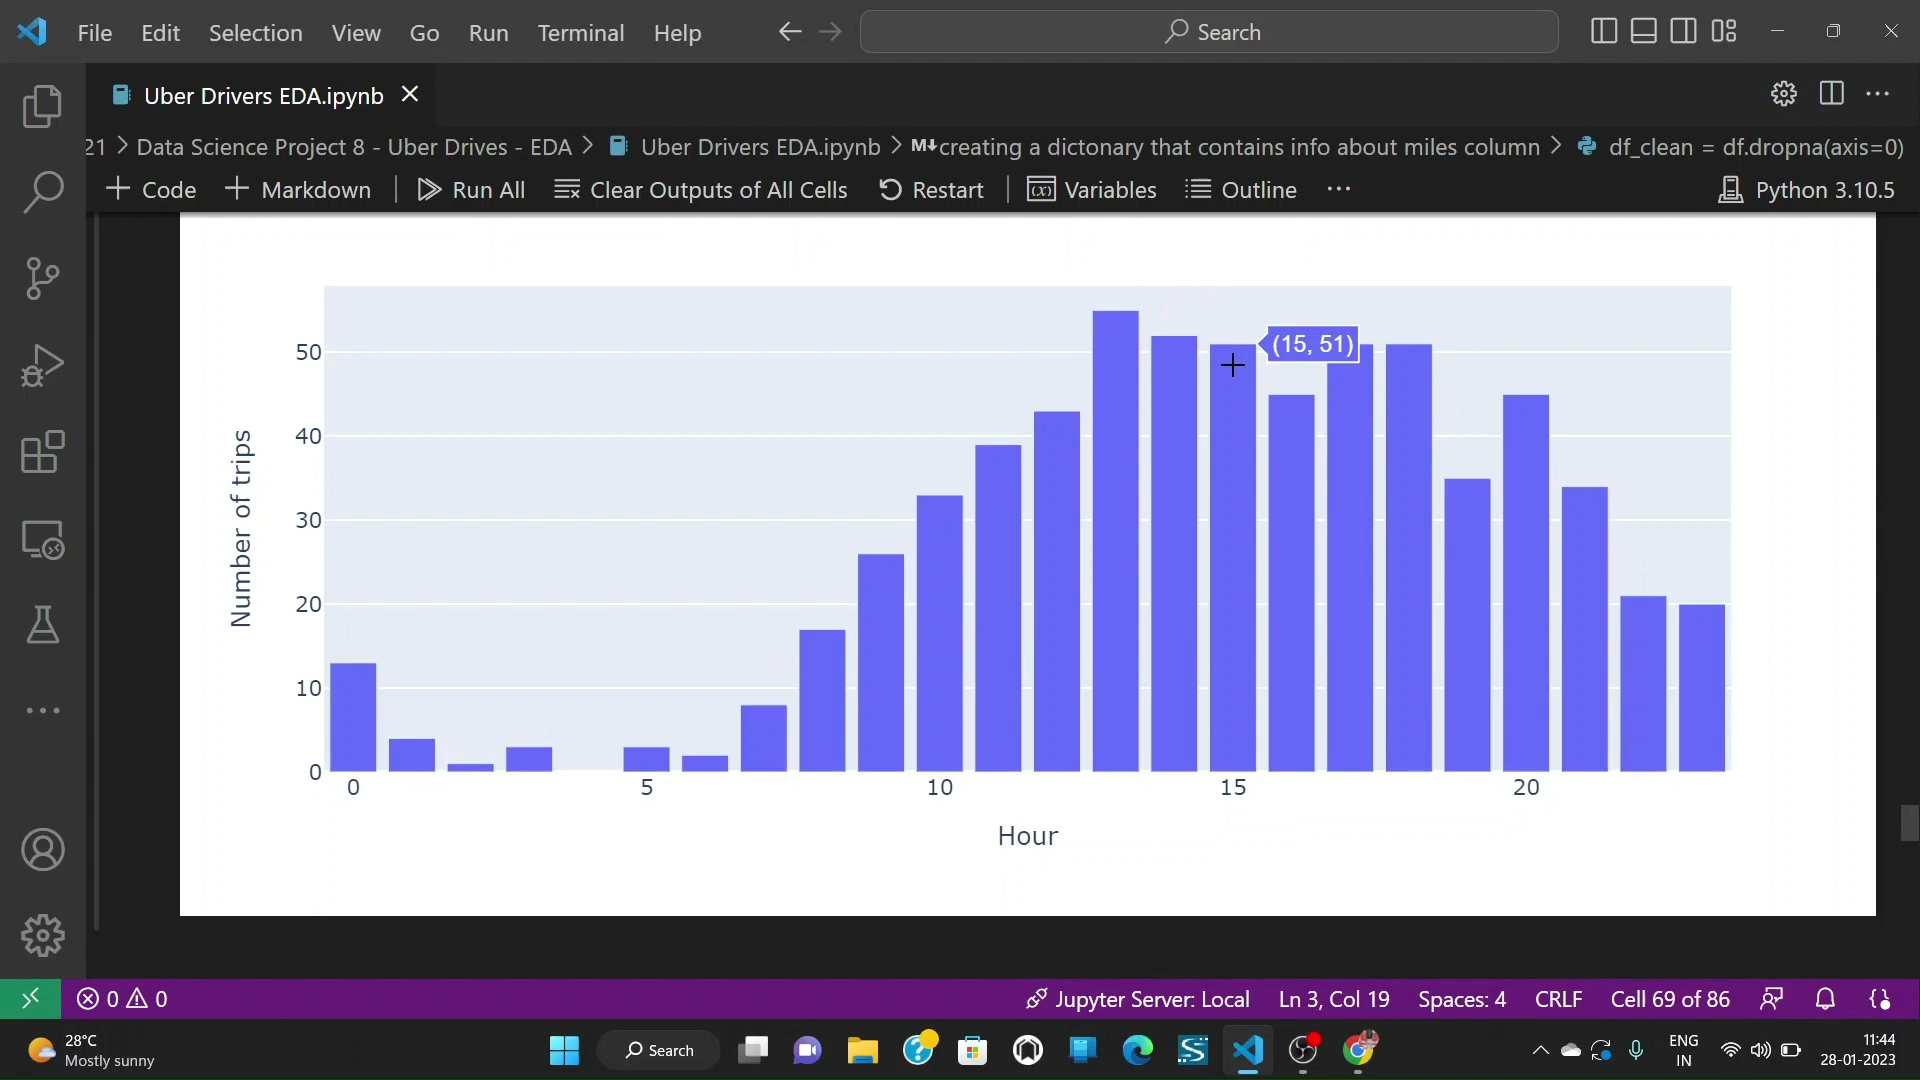 File Edit Selection View Go Run Terminal Help Search
Uber Drivers EDA.ipynb
21 > Data Science Project 8 - Uber Drives - EDA > Uber Drivers EDA.ipynb > M↓creating a dictonary that contains info about miles column > df_clean = df.dropna(axis=0)
+ Code + Markdown Run All Clear Outputs of All Cells Restart (x) Variables Outline ··· Python 3.10.5
Number of trips
50
40
30
20
10
0
(15, 51)
0 5 10 15 20
Hour
0 0 Jupyter Server: Local Ln 3, Col 19 Spaces: 4 CRLF Cell 69 of 86
28°C
Mostly sunny
Search
ENG
IN
11:44
28-01-2023